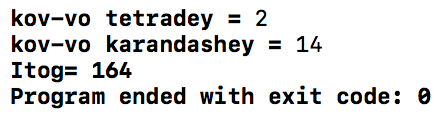 kov-vo tetradey = 2
kov-vo karandashey = 14
Itog= 164
Program ended with exit code: 0